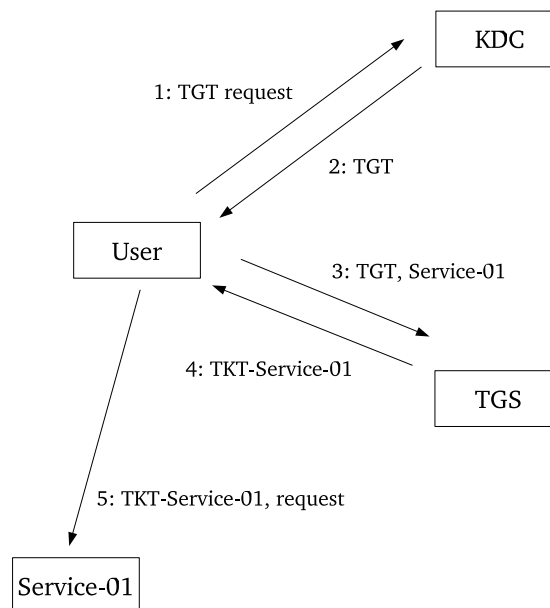 KDC
1: TGT request
2: TGT
User
3: TGT, Service-01
4: TKT-Service-01
TGS
5: TKT-Service-01, request
Service-01